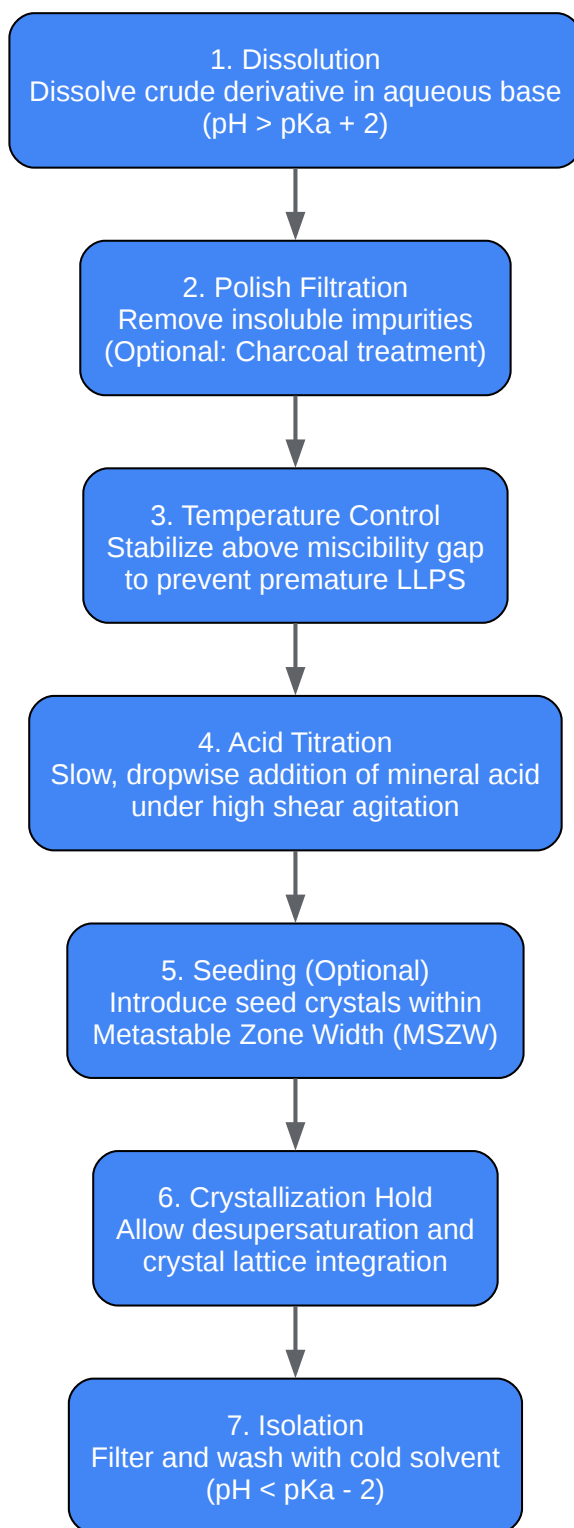 1. Dissolution
Dissolve crude derivative in aqueous base
(pH > pKa + 2)
2. Polish Filtration
Remove insoluble impurities
(Optional: Charcoal treatment)
3. Temperature Control
Stabilize above miscibility gap
to prevent premature LLPS
4. Acid Titration
Slow, dropwise addition of mineral acid
under high shear agitation
5. Seeding (Optional)
Introduce seed crystals within
Metastable Zone Width (MSZW)
6. Crystallization Hold
Allow desupersaturation and
crystal lattice integration
7. Isolation
Filter and wash with cold solvent
(pH < pKa - 2)